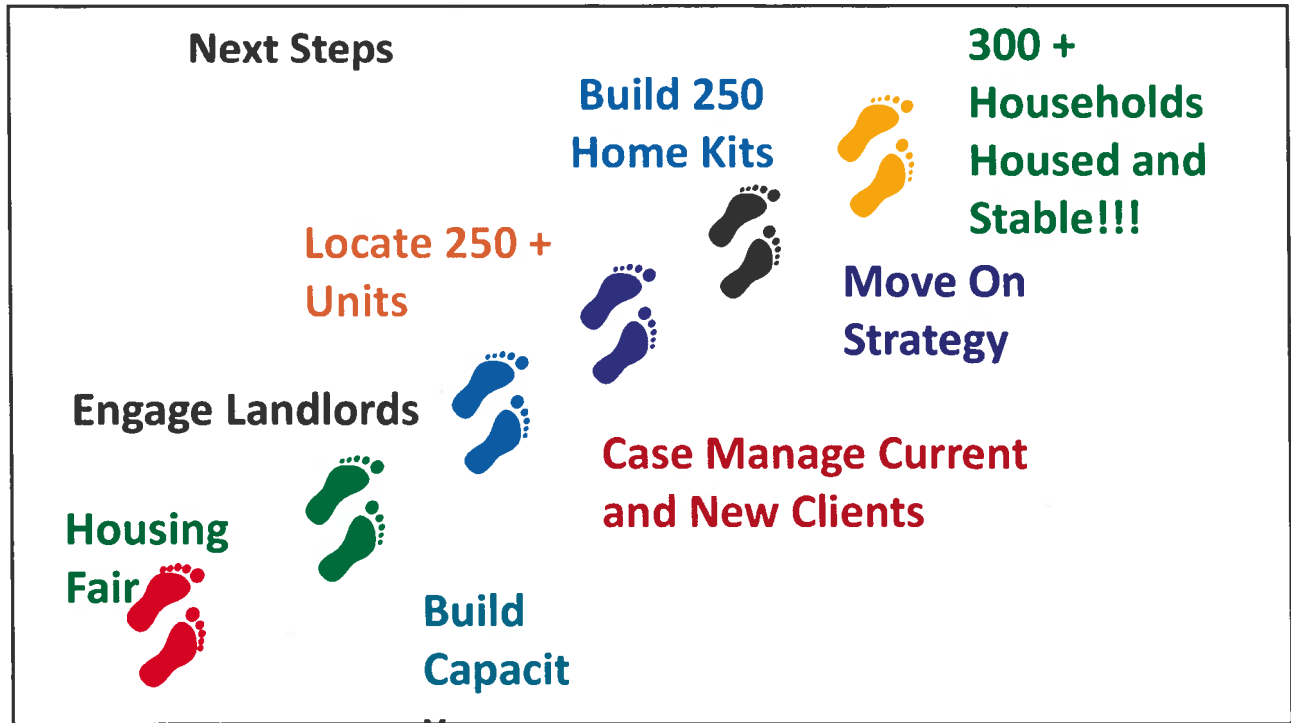 Next Steps
300 +
Households
Housed and
Stable!!!
Build 250
Home Kits
Locate 250 +
Units
Move On
Strategy
Engage Landlords
Case Manage Current
and New Clients
Housing
Fair
Build
Capacit
y